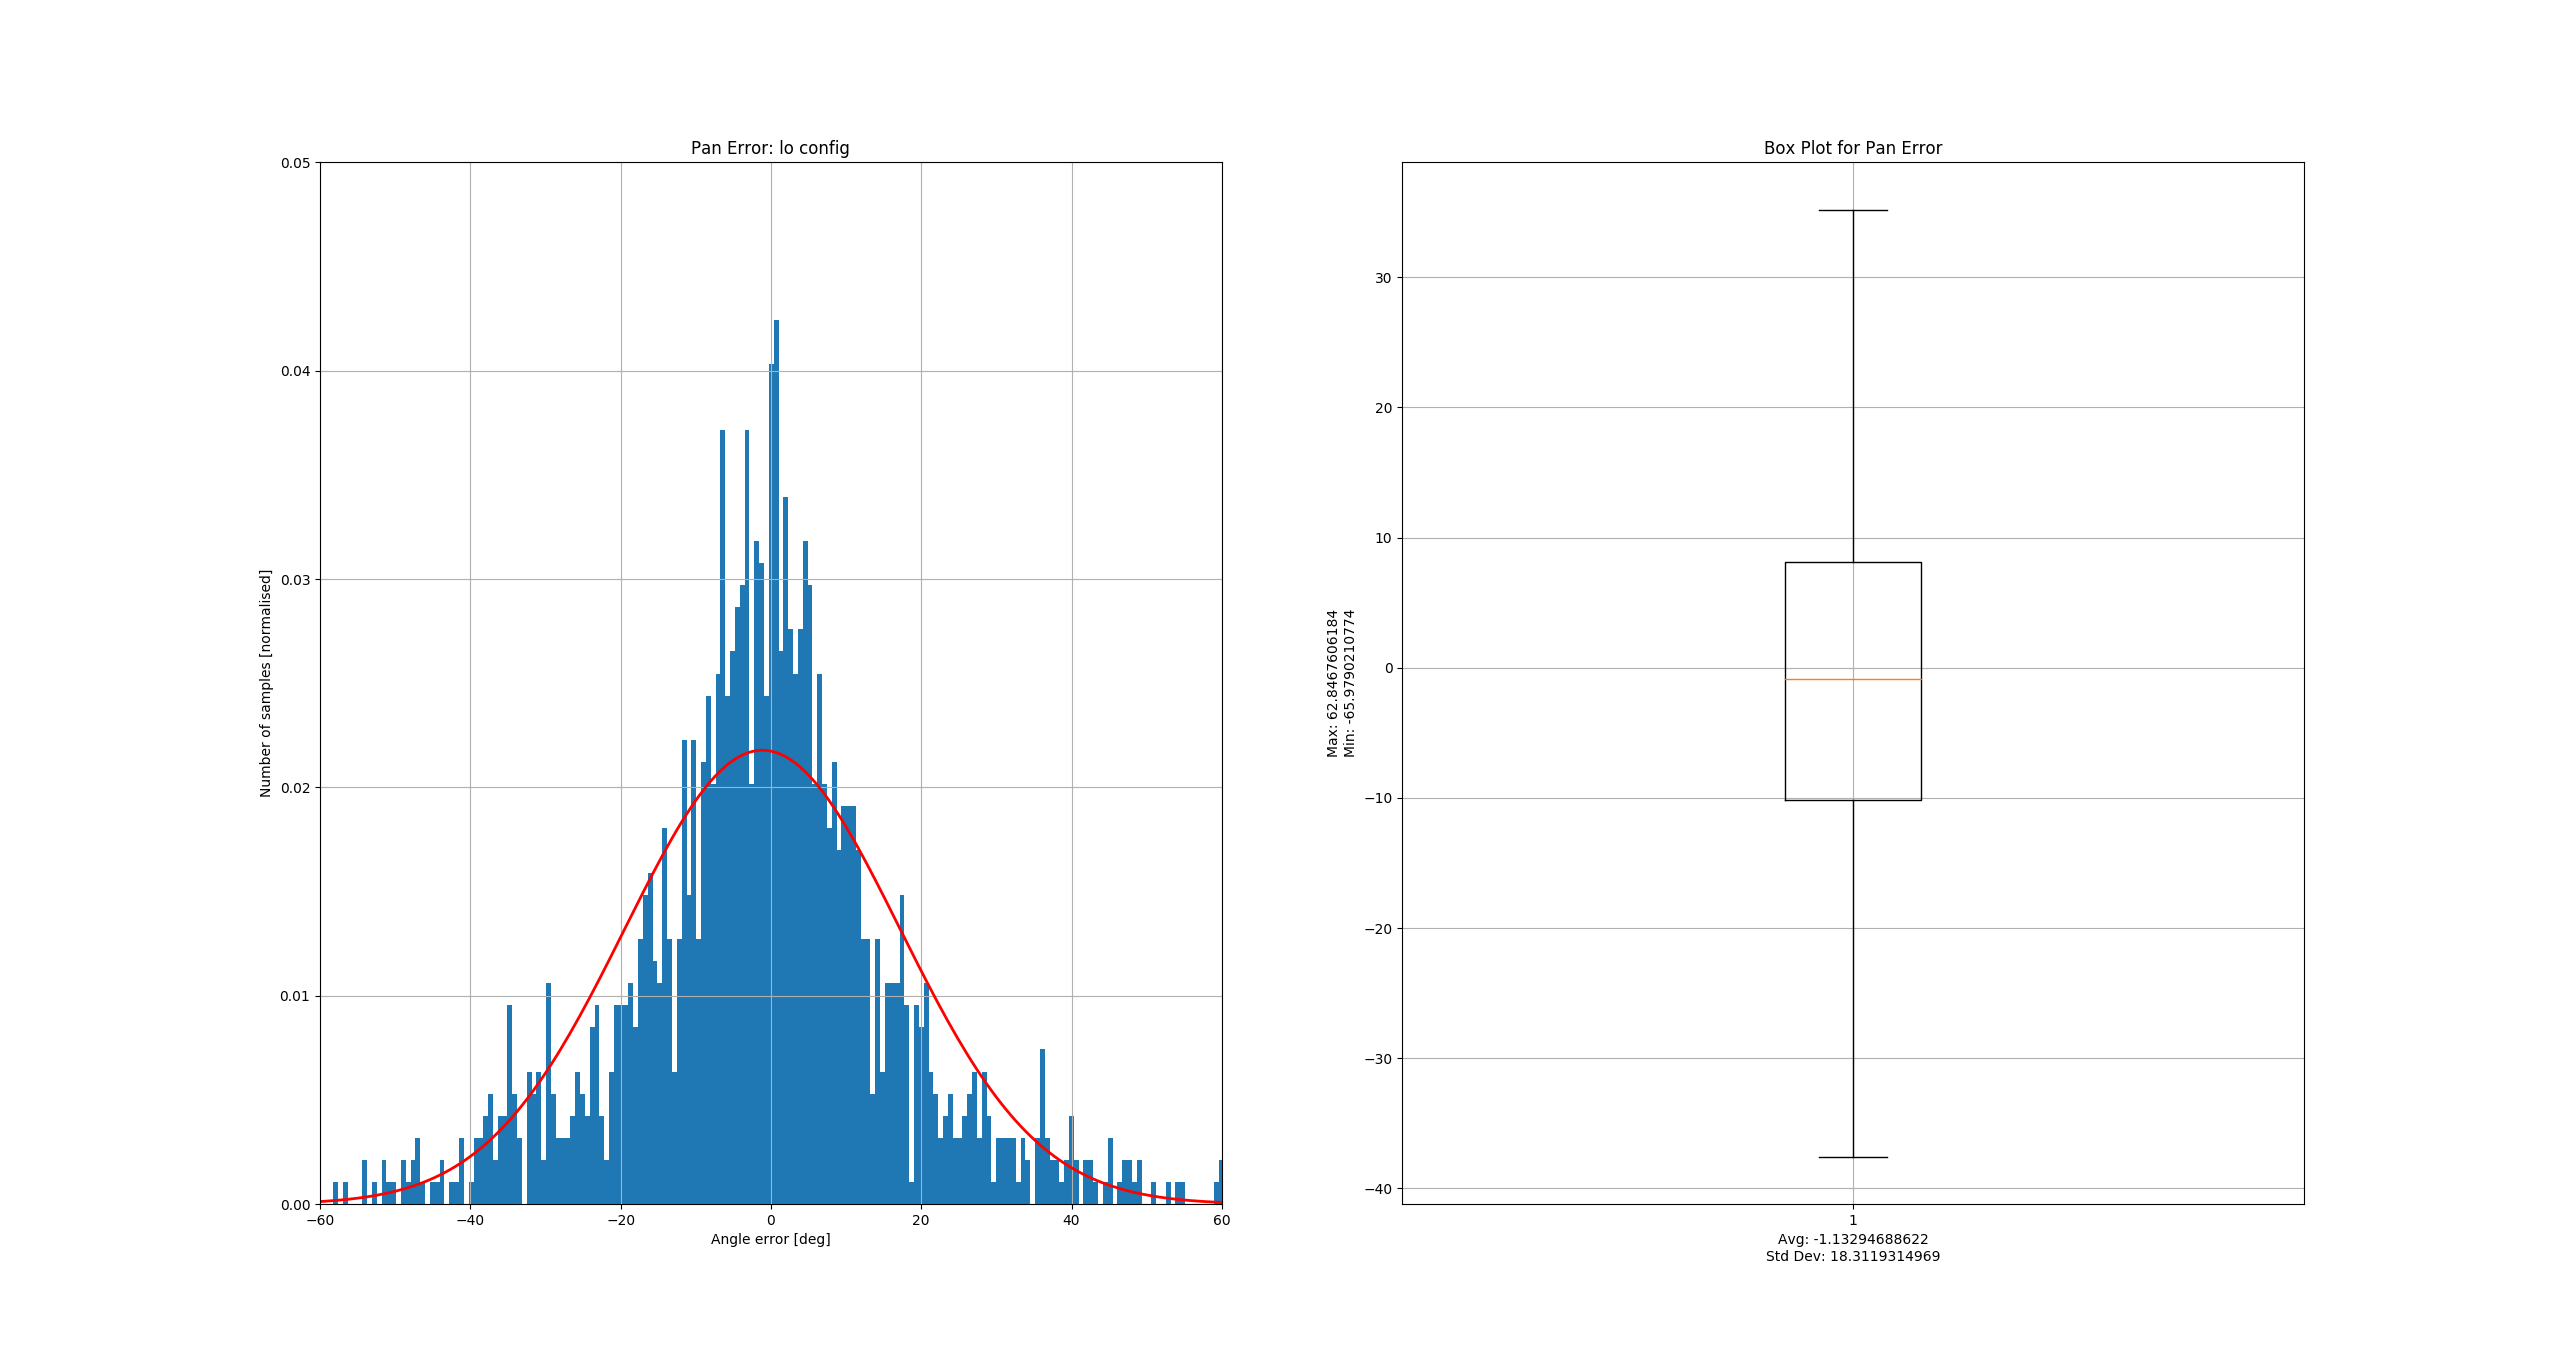 Pan Error: lo config
0.05
0.04
0.03
0.02
0.01
0.00
Number of samples [normalised]
−60
−40
−20
0
20
40
60
Angle error [deg]
Box Plot for Pan Error
30
20
10
0
−10
−20
−30
−40
Max: 62.8467606184
Min: -65.9790210774
1
Avg: -1.13294688622
Std Dev: 18.3119314969